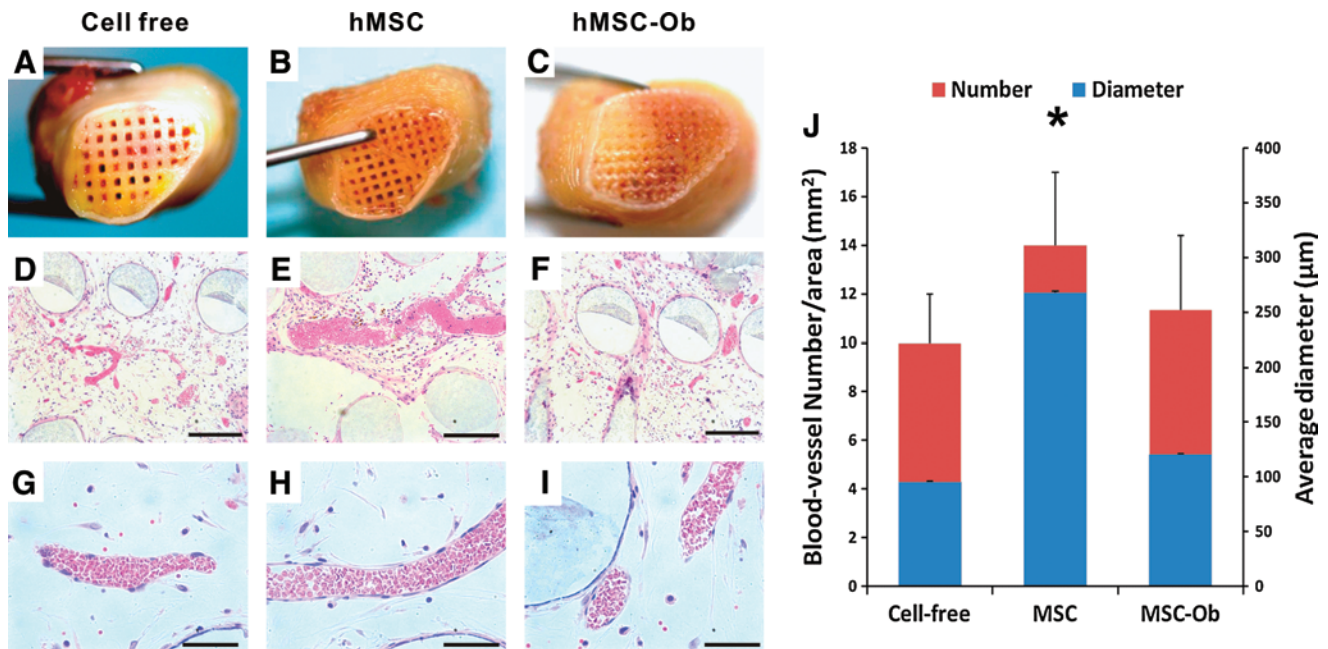 Cell free
hMSC
hMSC-Ob
A
B
C
D
E
F
G
H
I
J
Number
Diameter
*
Blood-vessel Number/area (mm²)
18
16
14
12
10
8
6
4
2
0
Average diameter (µm)
400
350
300
250
200
150
100
50
0
Cell-free
MSC
MSC-Ob